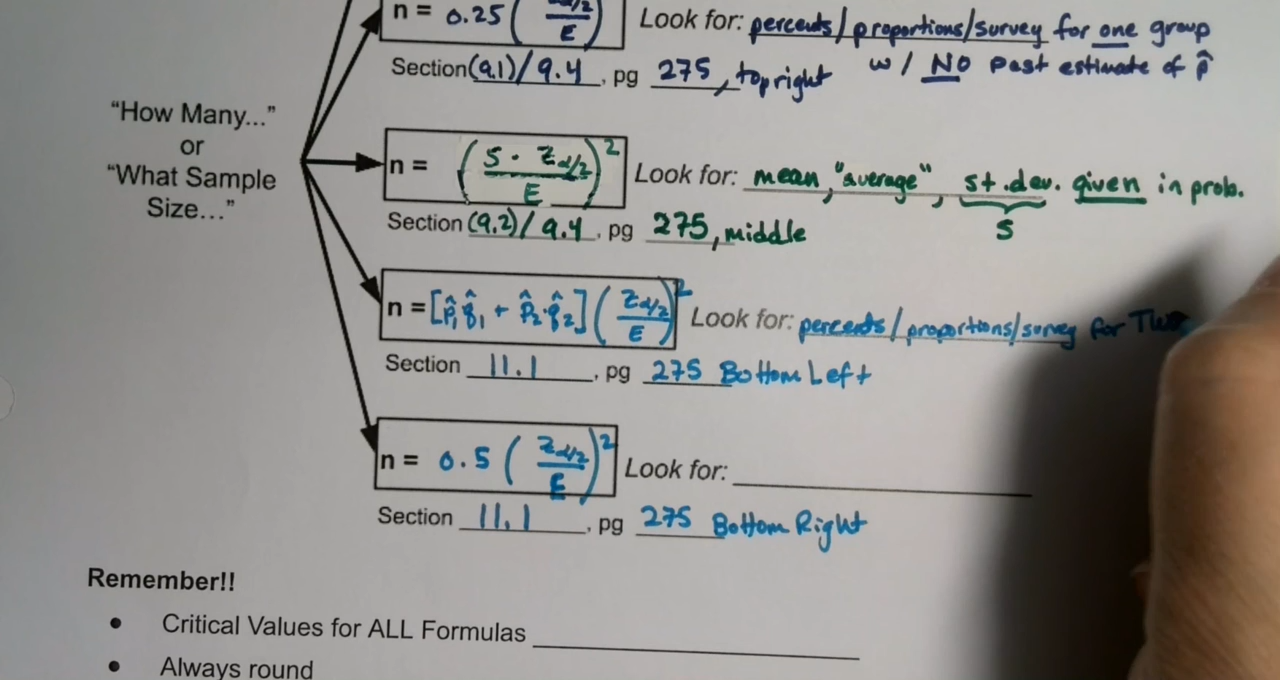 n = 0.25 ( Zα/2 / E ) Look for: percents/proportions/survey for one group
Section (9.1)/9.4, pg 275, top right w/ NO past estimate of p̂
"How Many..."
or
"What Sample
Size..."
n = ( S · Zα/2 / E )² Look for: mean, "average", st. dev. given in prob.
S
Section (9.2)/9.4, pg 275, middle
n = [p̂₁q̂₁ + p̂₂·q̂₂] ( Zα/2 / E )² Look for: percents/proportions/survey for Two
Section 11.1, pg 275 Bottom Left
n = 0.5 ( Zα/2 / E )² Look for:
Section 11.1, pg 275 Bottom Right
Remember!!
• Critical Values for ALL Formulas
• Always round